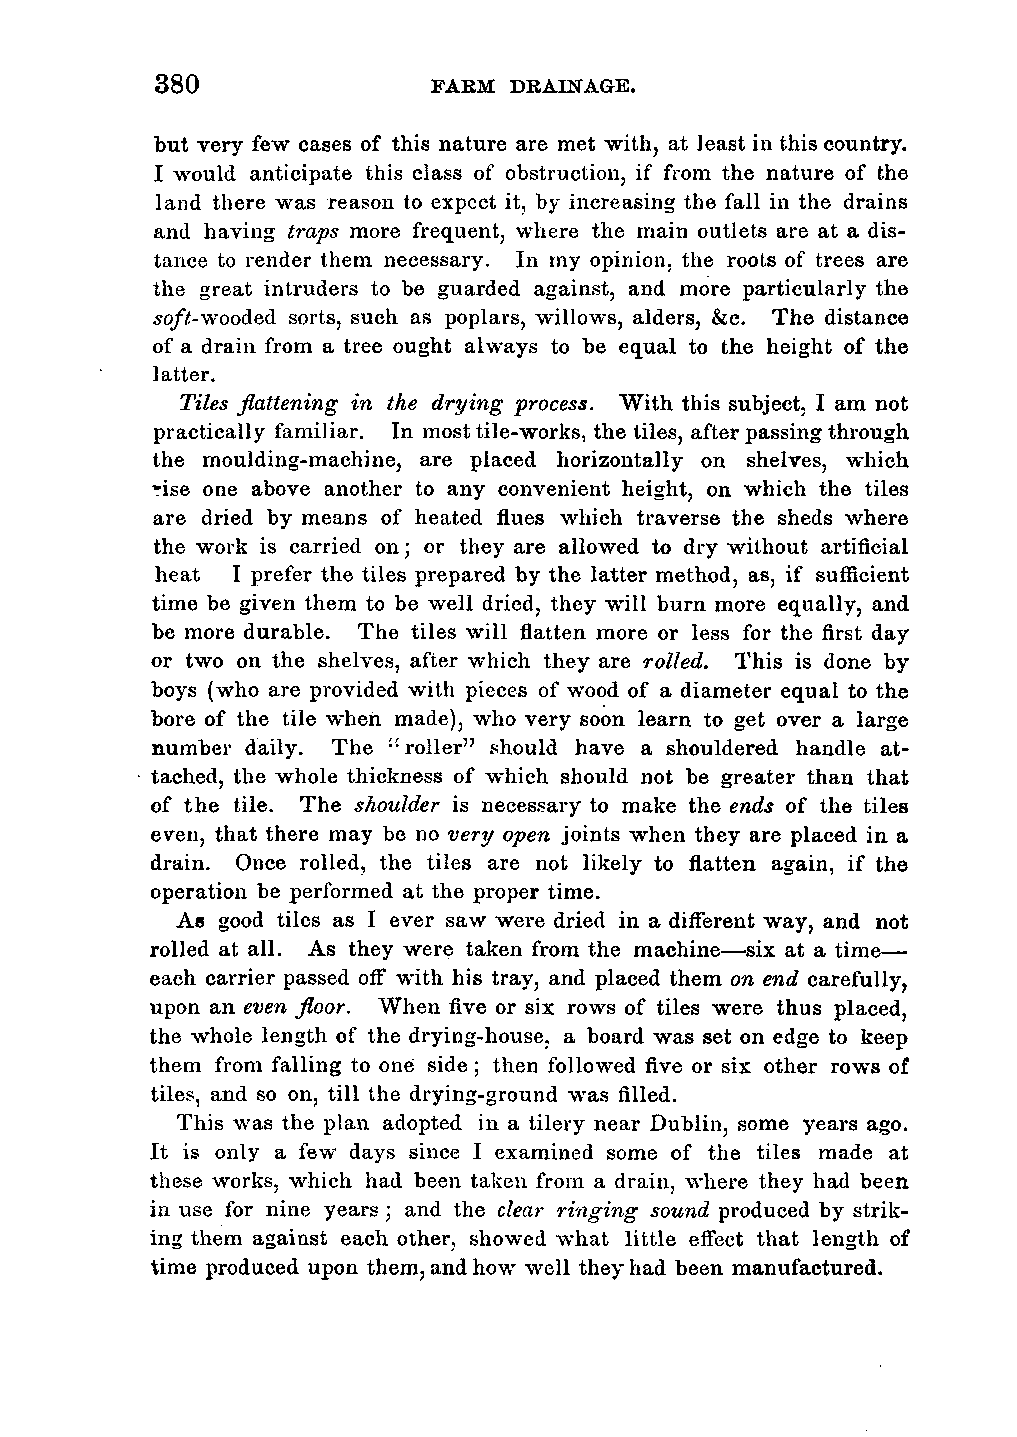 380 FARM DRAINAGE.
but very few cases of this nature are met with, at least in this country.
I would anticipate this class of obstruction, if from the nature of the
land there was reason to expect it, by increasing the fall in the drains
and having traps more frequent, where the main outlets are at a dis-
tance to render them necessary. In my opinion, the roots of trees are
the great intruders to be guarded against, and more particularly the
soft-wooded sorts, such as poplars, willows, alders, &c. The distance
of a drain from a tree ought always to be equal to the height of the
latter.
Tiles flattening in the drying process. With this subject, I am not
practically familiar. In most tile-works, the tiles, after passing through
the moulding-machine, are placed horizontally on shelves, which
rise one above another to any convenient height, on which the tiles
are dried by means of heated flues which traverse the sheds where
the work is carried on; or they are allowed to dry without artificial
heat I prefer the tiles prepared by the latter method, as, if sufficient
time be given them to be well dried, they will burn more equally, and
be more durable. The tiles will flatten more or less for the first day
or two on the shelves, after which they are rolled. This is done by
boys (who are provided with pieces of wood of a diameter equal to the
bore of the tile when made), who very soon learn to get over a large
number daily. The "roller" should have a shouldered handle at-
tached, the whole thickness of which should not be greater than that
of the tile. The shoulder is necessary to make the ends of the tiles
even, that there may be no very open joints when they are placed in a
drain. Once rolled, the tiles are not likely to flatten again, if the
operation be performed at the proper time.
As good tiles as I ever saw were dried in a different way, and not
rolled at all. As they were taken from the machine—six at a time—
each carrier passed off with his tray, and placed them on end carefully,
upon an even floor. When five or six rows of tiles were thus placed,
the whole length of the drying-house, a board was set on edge to keep
them from falling to one side; then followed five or six other rows of
tiles, and so on, till the drying-ground was filled.
This was the plan adopted in a tilery near Dublin, some years ago.
It is only a few days since I examined some of the tiles made at
these works, which had been taken from a drain, where they had been
in use for nine years; and the clear ringing sound produced by strik-
ing them against each other, showed what little effect that length of
time produced upon them, and how well they had been manufactured.